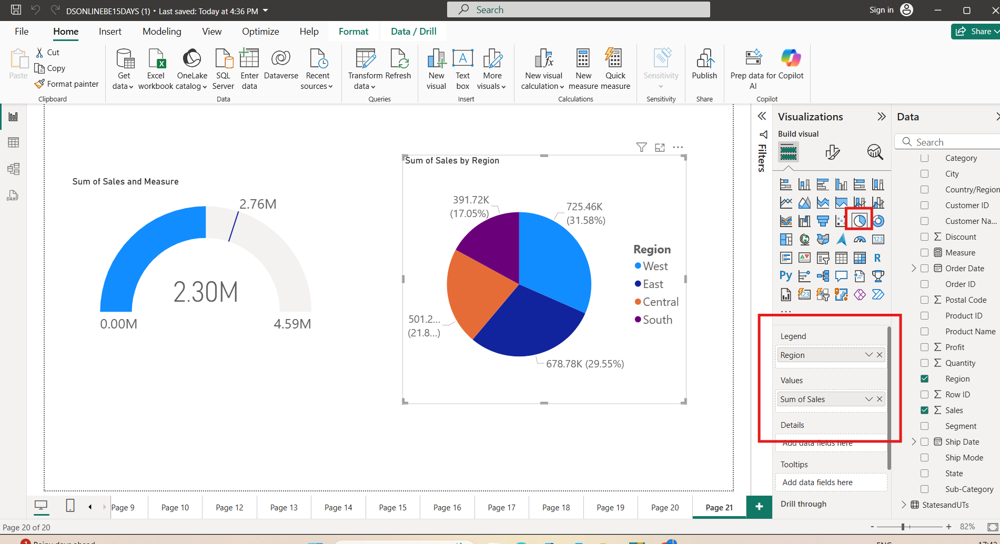 DSONLINEBE15DAYS (1) • Last saved: Today at 4:36 PM
Search
Sign in
File
Home
Insert
Modeling
View
Optimize
Help
Format
Data / Drill
Share
Paste
Cut
Copy
Format painter
Clipboard
Get data
Excel workbook
OneLake catalog
SQL Server
Enter data
Dataverse
Recent sources
Data
Transform data
Refresh
Queries
New visual
Text box
More visuals
Insert
New visual calculation
New measure
Quick measure
Calculations
Sensitivity
Sensitivity
Publish
Share
Prep data for AI
Copilot
Copilot
DAX
Sum of Sales and Measure
2.76M
2.30M
0.00M
4.59M
Sum of Sales by Region
391.72K
(17.05%)
725.46K
(31.58%)
501.2...
(21.8...)
678.78K (29.55%)
Region
West
East
Central
South
Filters
Visualizations
Build visual
123
R
Py
123
...
Legend
Region
Values
Sum of Sales
Details
Add data fields here
Tooltips
Add data fields here
Drill through
Data
Search
Category
City
Country/Region
Customer ID
Customer Na...
Discount
Measure
Order Date
Order ID
Postal Code
Product ID
Product Name
Profit
Quantity
Region
Row ID
Sales
Segment
Ship Date
Ship Mode
State
Sub-Category
StatesandUTs
Page 9
Page 10
Page 12
Page 13
Page 14
Page 15
Page 16
Page 17
Page 18
Page 19
Page 20
Page 21
Page 20 of 20
82%